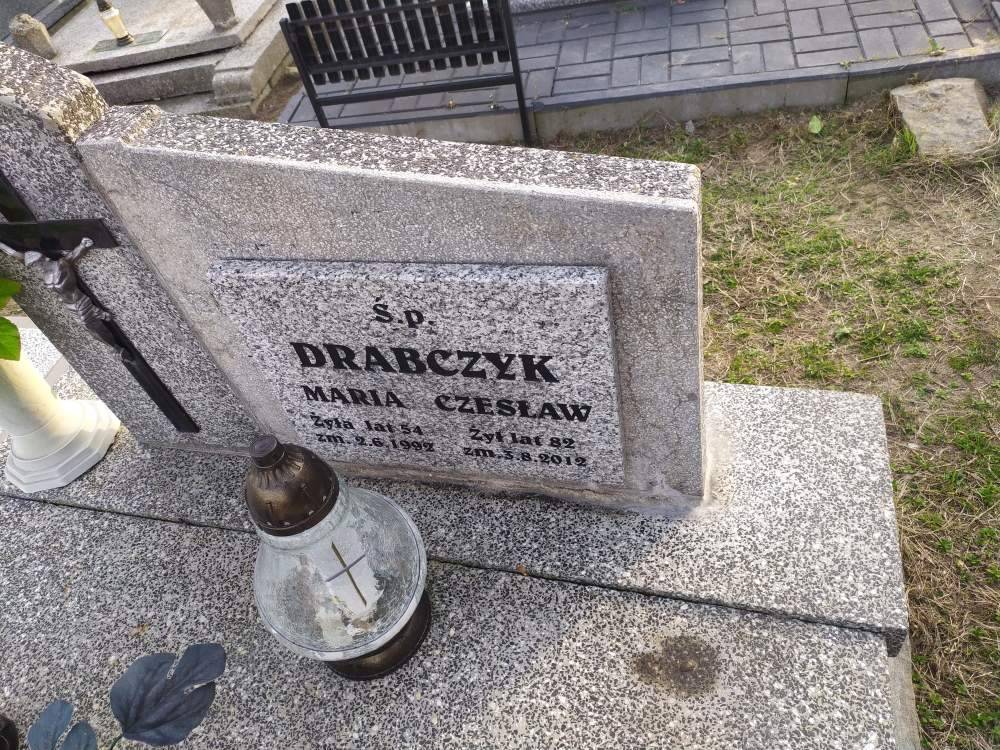 Ś.p.
DRABCZYK
MARIA CZESŁAW
Żyła lat 54 Żył lat 82
zm. 2.6.1992 zm. 3.8.2012